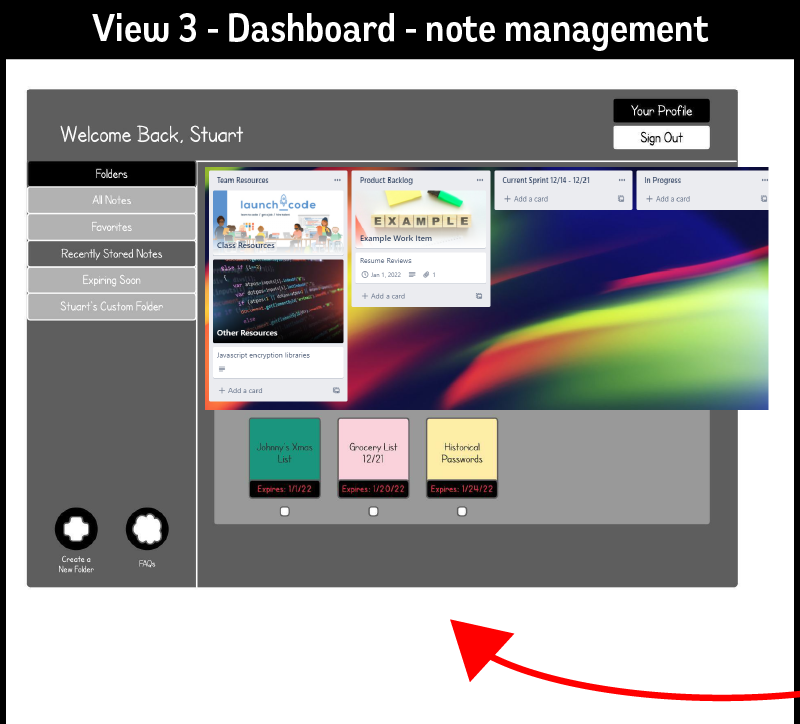 View 3 - Dashboard - note management
Your Profile
Welcome Back, Stuart
Sign Out
Folders
All Notes
Favorites
Recently Stored Notes
Expiring Soon
Stuart's Custom Folder
Team Resources
launch code
Class Resources
Other Resources
Javascript encryption libraries
+ Add a card
Product Backlog
EXAMPLE
Example Work Item
Resume Reviews
Jan 1, 2022
1
+ Add a card
Current Sprint 12/14 - 12/21
+ Add a card
In Progress
+ Add a card
Johnny's Xmas
List
Expires: 1/1/22
Grocery List
12/21
Expires: 1/20/22
Historical
Passwords
Expires: 1/24/22
Create a
New Folder
FAQs